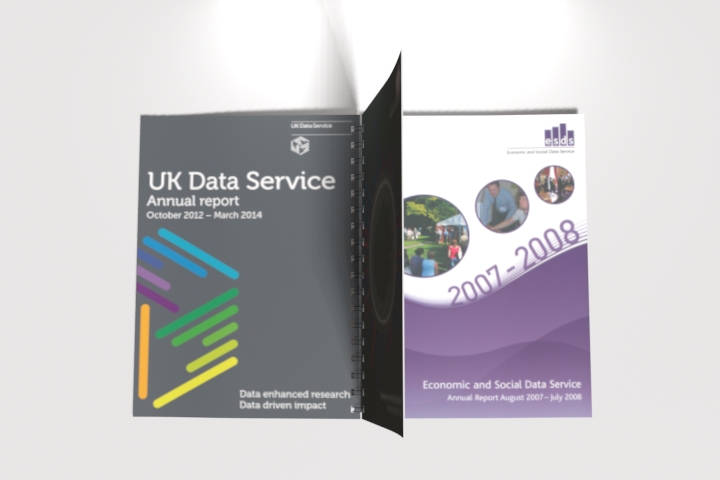 UK Data Service
UK Data Service
Annual report
October 2012 – March 2014
Data enhanced research
Data driven impact
esds
Economic and Social Data Service
2007-2008
Economic and Social Data Service
Annual Report August 2007 – July 2008